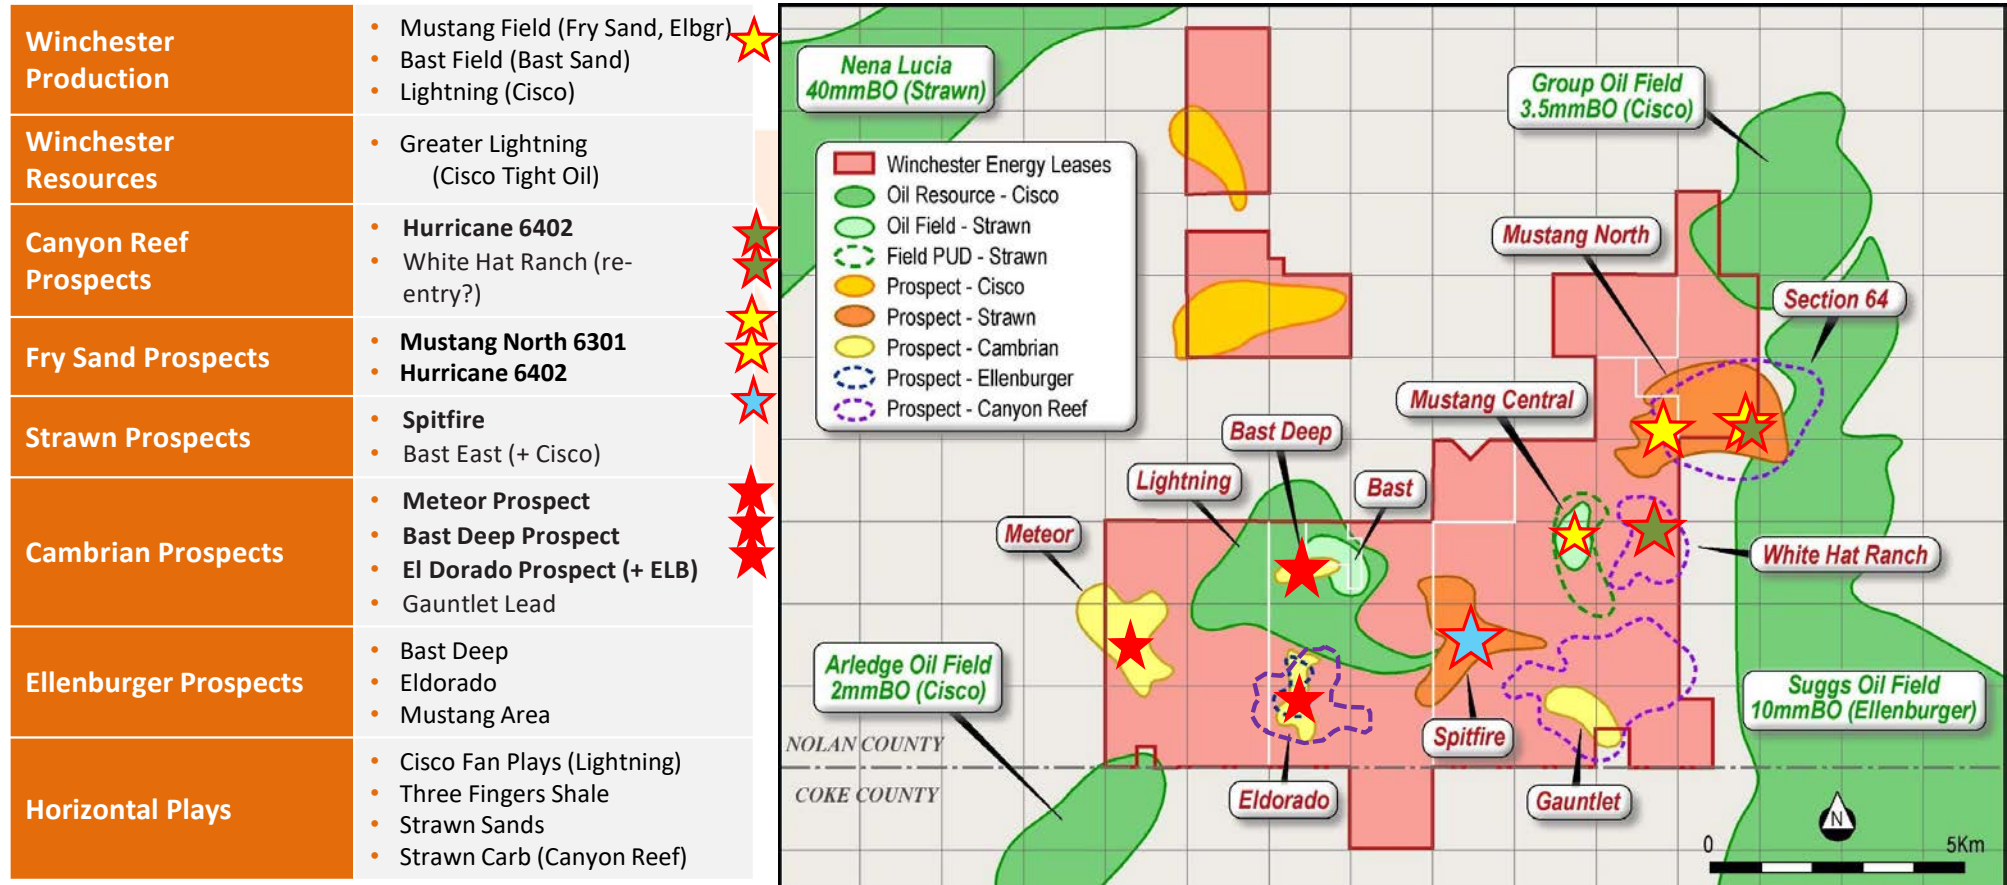 Winchester
Production
• Mustang Field (Fry Sand, Elbgr)
• Bast Field (Bast Sand)
• Lightning (Cisco)
Winchester
Resources
• Greater Lightning
(Cisco Tight Oil)
Canyon Reef
Prospects
• Hurricane 6402
• White Hat Ranch (re-
entry?)
Fry Sand Prospects
• Mustang North 6301
• Hurricane 6402
Strawn Prospects
• Spitfire
• Bast East (+ Cisco)
Cambrian Prospects
• Meteor Prospect
• Bast Deep Prospect
• El Dorado Prospect (+ ELB)
• Gauntlet Lead
Ellenburger Prospects
• Bast Deep
• Eldorado
• Mustang Area
Horizontal Plays
• Cisco Fan Plays (Lightning)
• Three Fingers Shale
• Strawn Sands
• Strawn Carb (Canyon Reef)
Nena Lucia
40mmBO (Strawn)
Group Oil Field
3.5mmBO (Cisco)
Winchester Energy Leases
Oil Resource - Cisco
Oil Field - Strawn
Field PUD - Strawn
Prospect - Cisco
Prospect - Strawn
Prospect - Cambrian
Prospect - Ellenburger
Prospect - Canyon Reef
Mustang North
Section 64
Mustang Central
Bast Deep
Lightning
Bast
Meteor
White Hat Ranch
Arledge Oil Field
2mmBO (Cisco)
Suggs Oil Field
10mmBO (Ellenburger)
Spitfire
NOLAN COUNTY
COKE COUNTY
Eldorado
Gauntlet
N
0
5Km